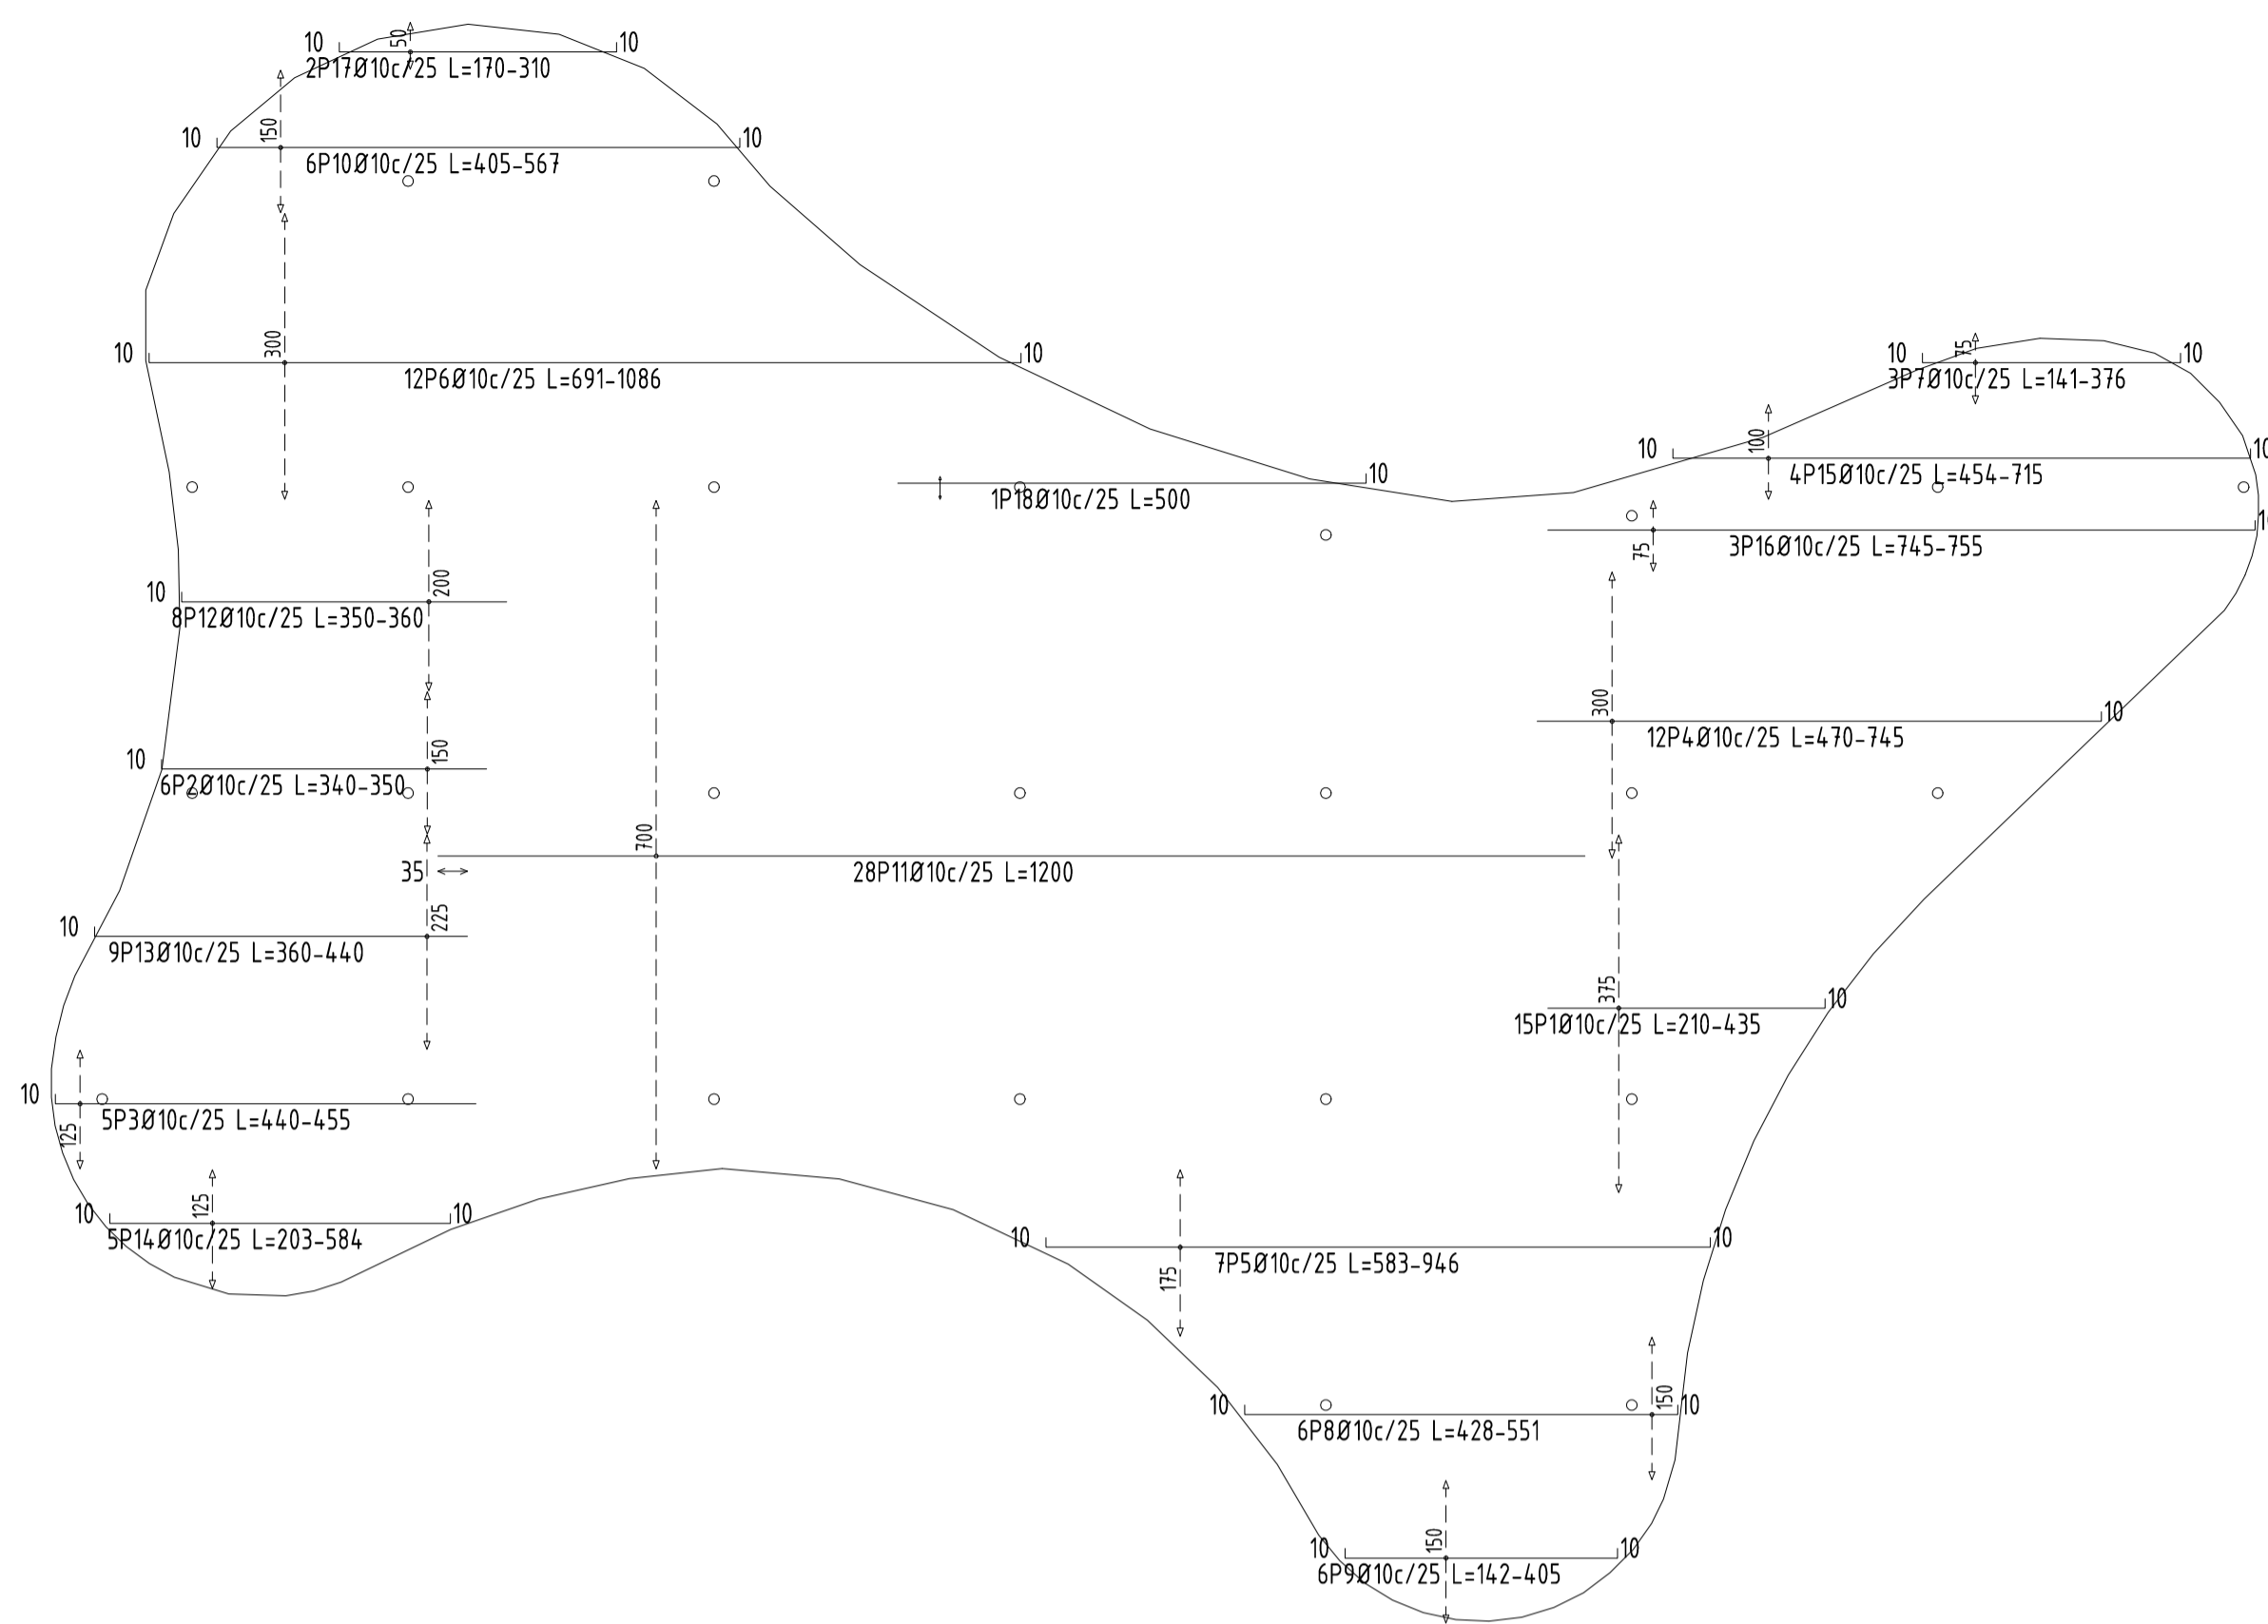 10 50 10
2P17Ø10c/25 L=170-310
10 150 10
6P10Ø10c/25 L=405-567
10 300 10
12P6Ø10c/25 L=691-1086
10 75 10
3P7Ø10c/25 L=141-376
10 100 10
4P15Ø10c/25 L=454-715
10
1P18Ø10c/25 L=500
10
75
3P16Ø10c/25 L=745-755
10 200
8P12Ø10c/25 L=350-360
300 10
12P4Ø10c/25 L=470-745
10 150
6P2Ø10c/25 L=340-350
700
35
28P11Ø10c/25 L=1200
10 225
9P13Ø10c/25 L=360-440
375 10
15P1Ø10c/25 L=210-435
10
5P3Ø10c/25 L=440-455
125
10 125 10
5P14Ø10c/25 L=203-584
10 10
7P5Ø10c/25 L=583-946
175
10 150 10
6P8Ø10c/25 L=428-551
10 150 10
6P9Ø10c/25 L=142-405